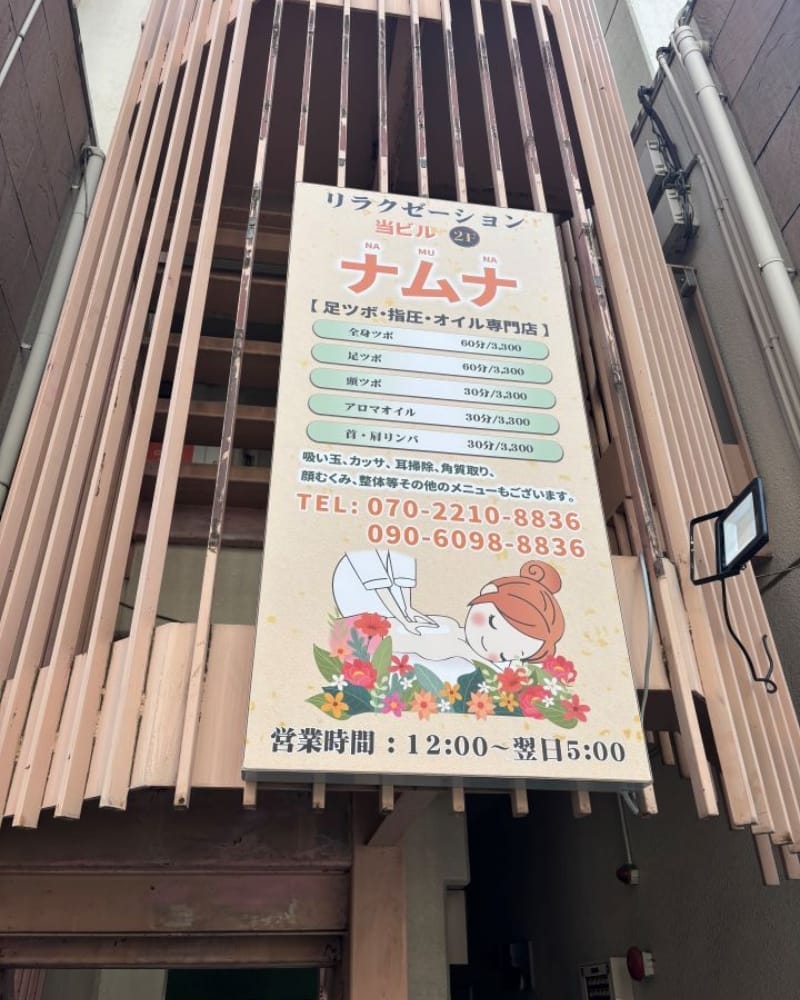 リラクゼーション
当ビル 2F
NA MU NA
ナムナ
【足ツボ・指圧・オイル専門店】
全身ツボ 60分/3,300
足ツボ 60分/3,300
頭ツボ 30分/3,300
アロマオイル 30分/3,300
首・肩リンパ 30分/3,300
吸い玉、カッサ、耳掃除、角質取り、
顔むくみ、整体等その他のメニューもございます。
TEL: 070-2210-8836
090-6098-8836
営業時間：12:00～翌日5:00